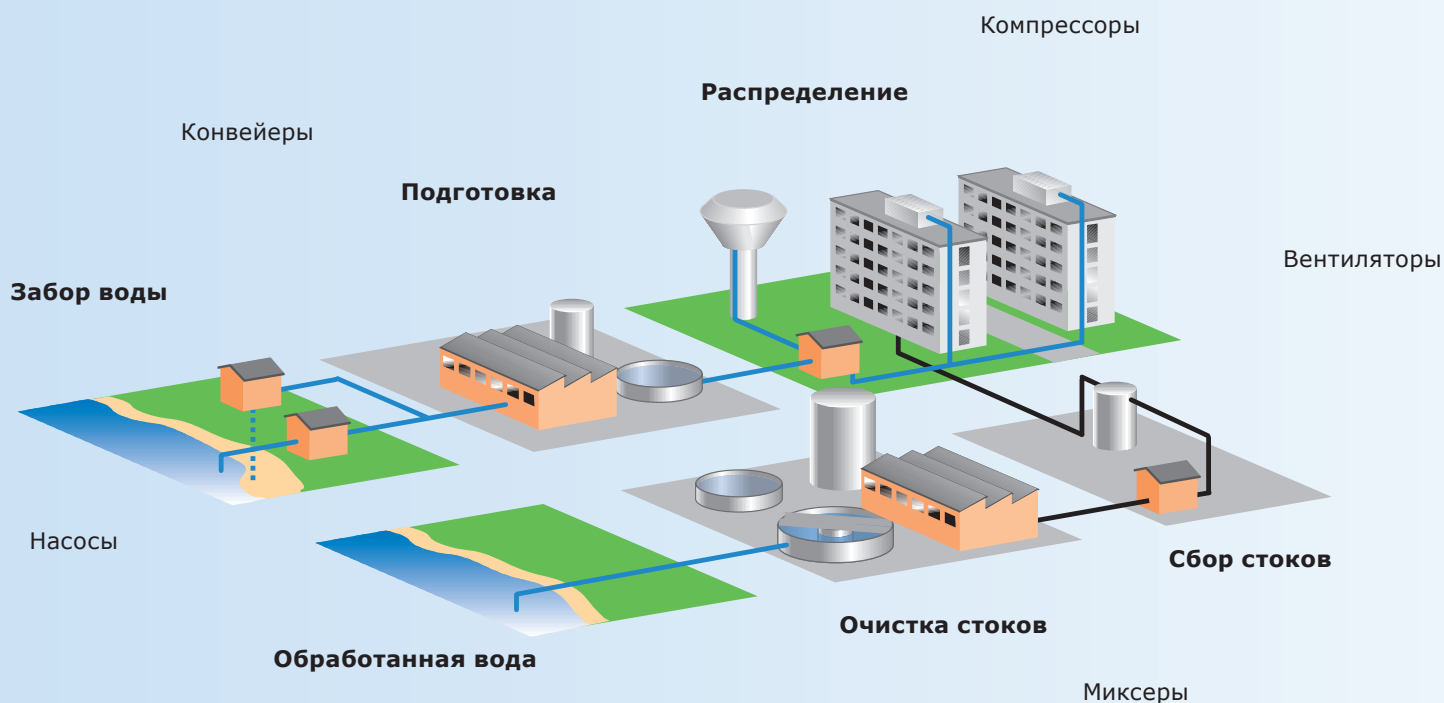 Компрессоры
Распределение
Конвейеры
Подготовка
Вентиляторы
Забор воды
Насосы
Сбор стоков
Очистка стоков
Обработанная вода
Миксеры